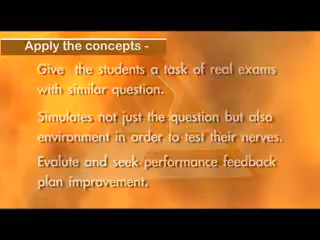 Apply the concepts -
Give the students a task of real exams
with similar question.
Simulates not just the question but also
environment in order to test their nerves.
Evalute and seek performance feedback
plan improvement.